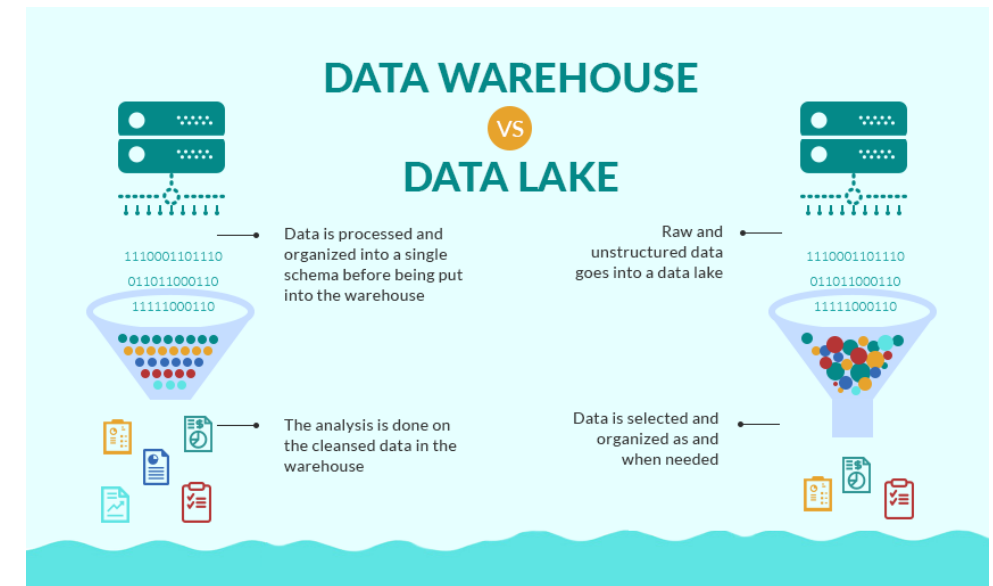 DATA WAREHOUSE
VS
DATA LAKE
Data is processed and
organized into a single
schema before being put
into the warehouse
1110001101110
011011000110
11111000110
The analysis is done on
the cleansed data in the
warehouse
Raw and
unstructured data
goes into a data lake
1110001101110
011011000110
11111000110
Data is selected and
organized as and
when needed